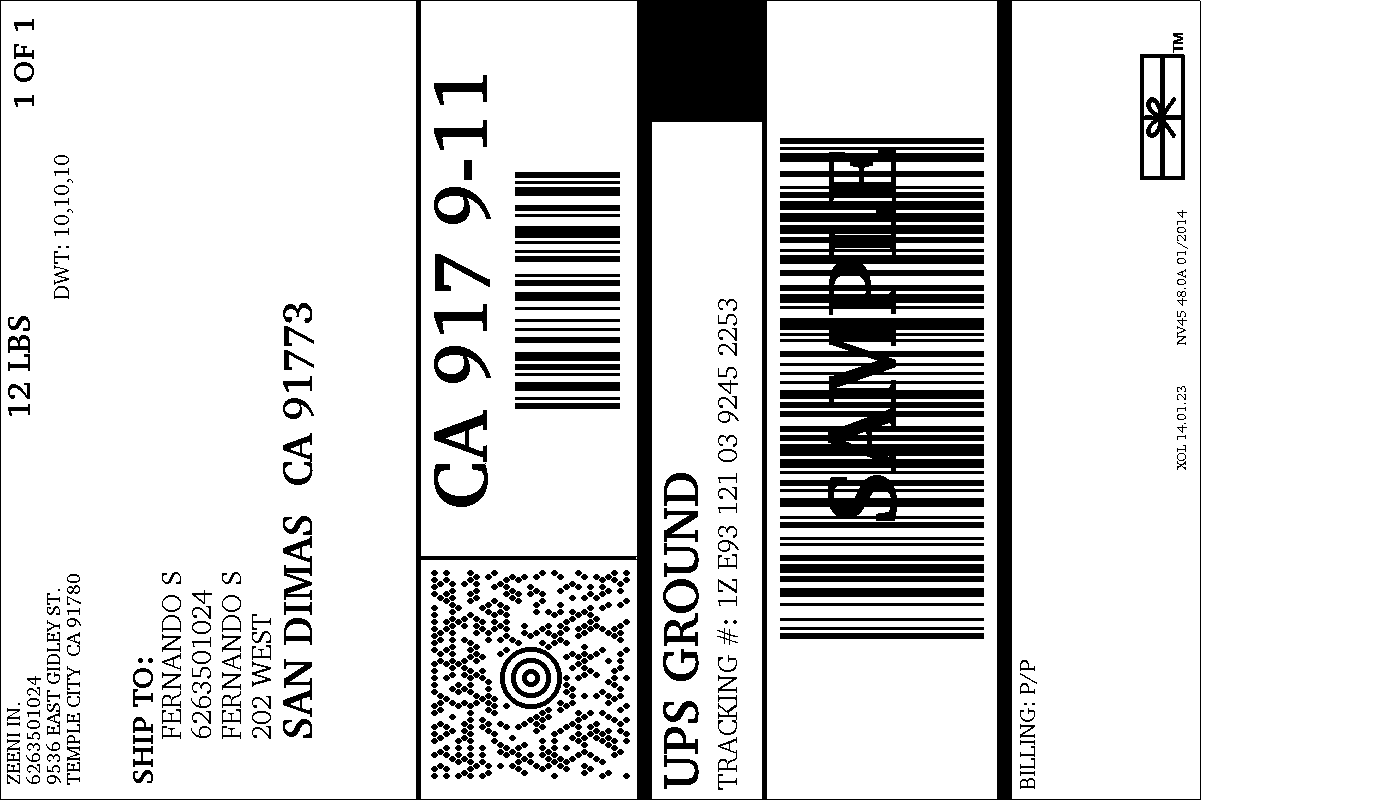 ZEENI IN.
6263501024
9536 EAST GIDLEY ST.
TEMPLE CITY CA 91780
12 LBS
1 OF 1
DWT: 10,10,10
SHIP TO:
FERNANDO S
6263501024
FERNANDO S
202 WEST
SAN DIMAS CA 91773
CA 917 9-11
UPS GROUND
TRACKING #: 1Z E93 121 03 9245 2253
SAMPLE
BILLING: P/P
XOL 14.01.23 NV45 48.0A 01/2014
TM